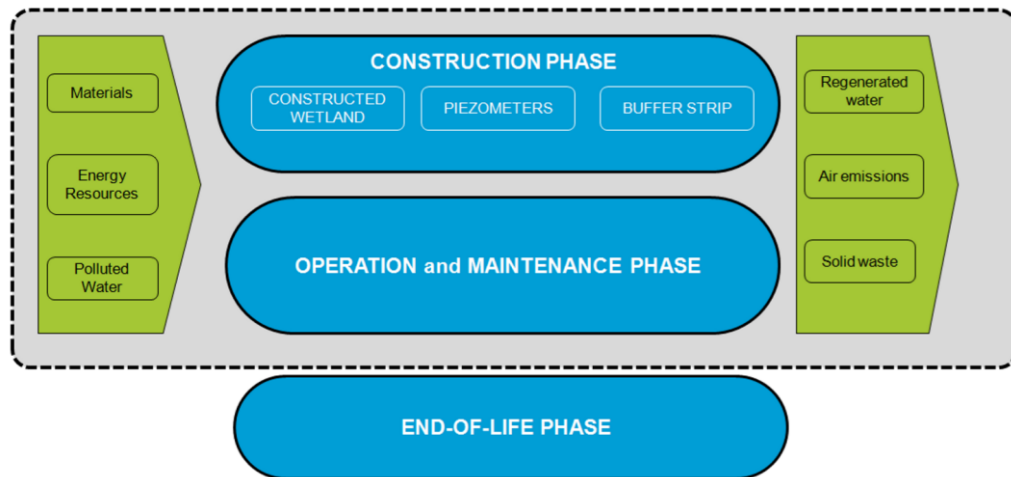 Materials
Energy
Resources
Polluted
Water
CONSTRUCTION PHASE
CONSTRUCTED
WETLAND
PIEZOMETERS
BUFFER STRIP
OPERATION and MAINTENANCE PHASE
Regenerated
water
Air emissions
Solid waste
END-OF-LIFE PHASE